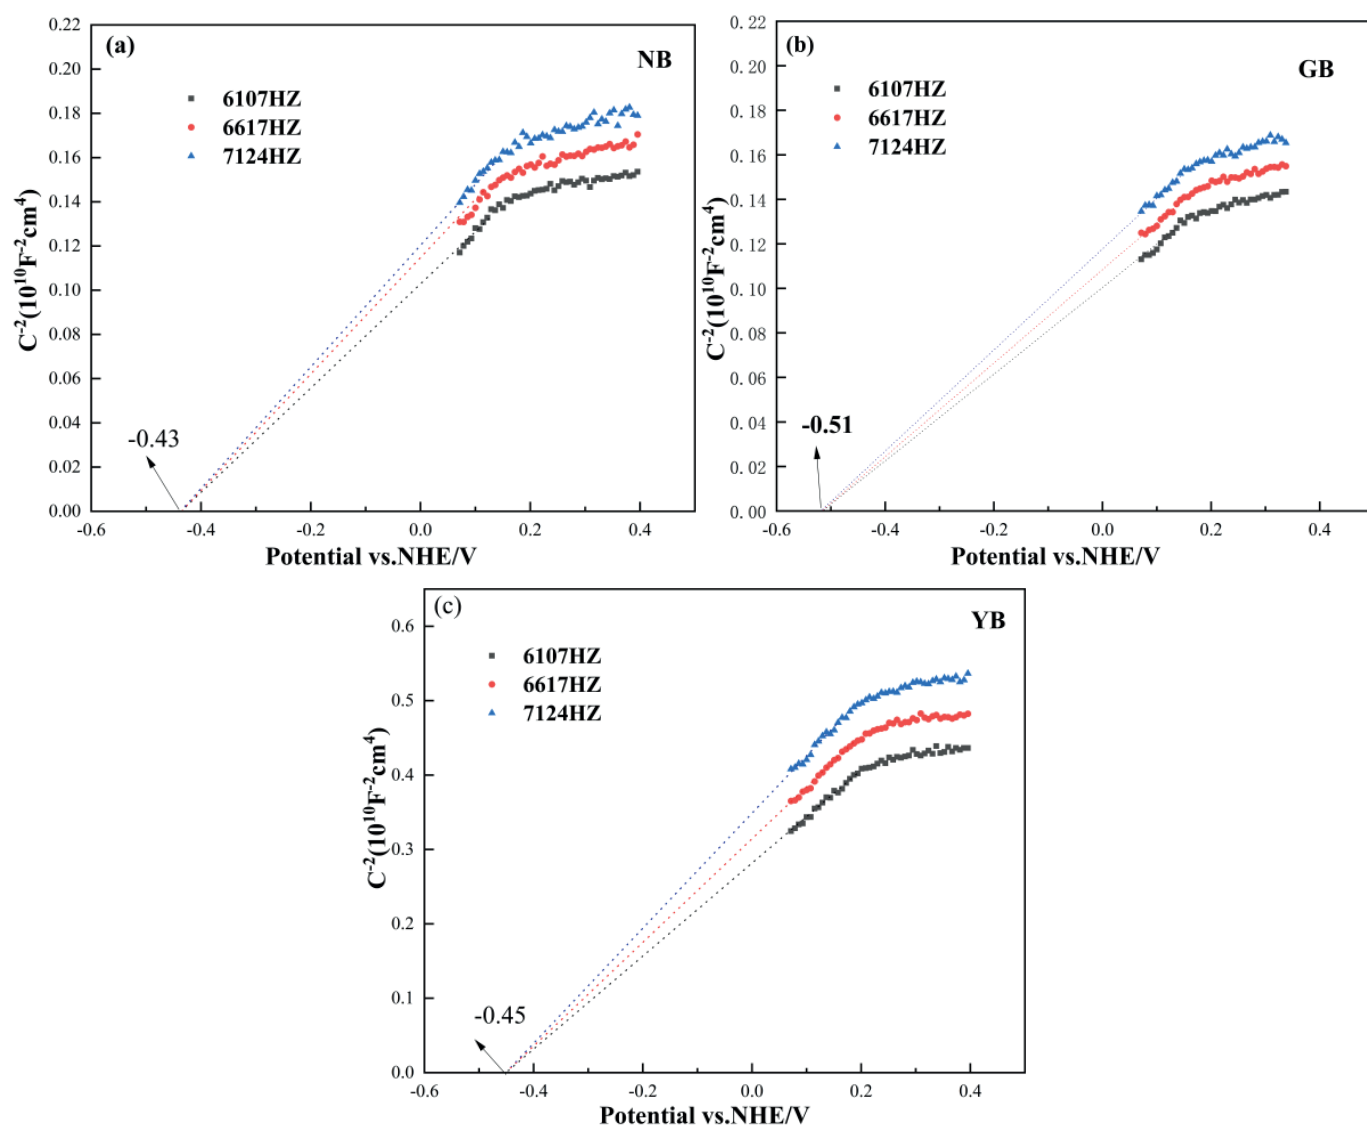 (a)
NB
6107HZ
6617HZ
7124HZ
0.22
0.20
0.18
0.16
0.14
0.12
0.10
0.08
0.06
0.04
0.02
0.00
C⁻²(10¹⁰F⁻²cm⁴)
-0.43
-0.6
-0.4
-0.2
0.0
0.2
0.4
Potential vs.NHE/V
(b)
GB
6107HZ
6617HZ
7124HZ
0.22
0.20
0.18
0.16
0.14
0.12
0.10
0.08
0.06
0.04
0.02
0.00
C⁻²(10¹⁰F⁻²cm⁴)
-0.51
-0.6
-0.4
-0.2
0.0
0.2
0.4
Potential vs.NHE/V
(c)
YB
6107HZ
6617HZ
7124HZ
0.6
0.5
0.4
0.3
0.2
0.1
0.0
C⁻²(10¹⁰F⁻²cm⁴)
-0.45
-0.6
-0.4
-0.2
0.0
0.2
0.4
Potential vs.NHE/V